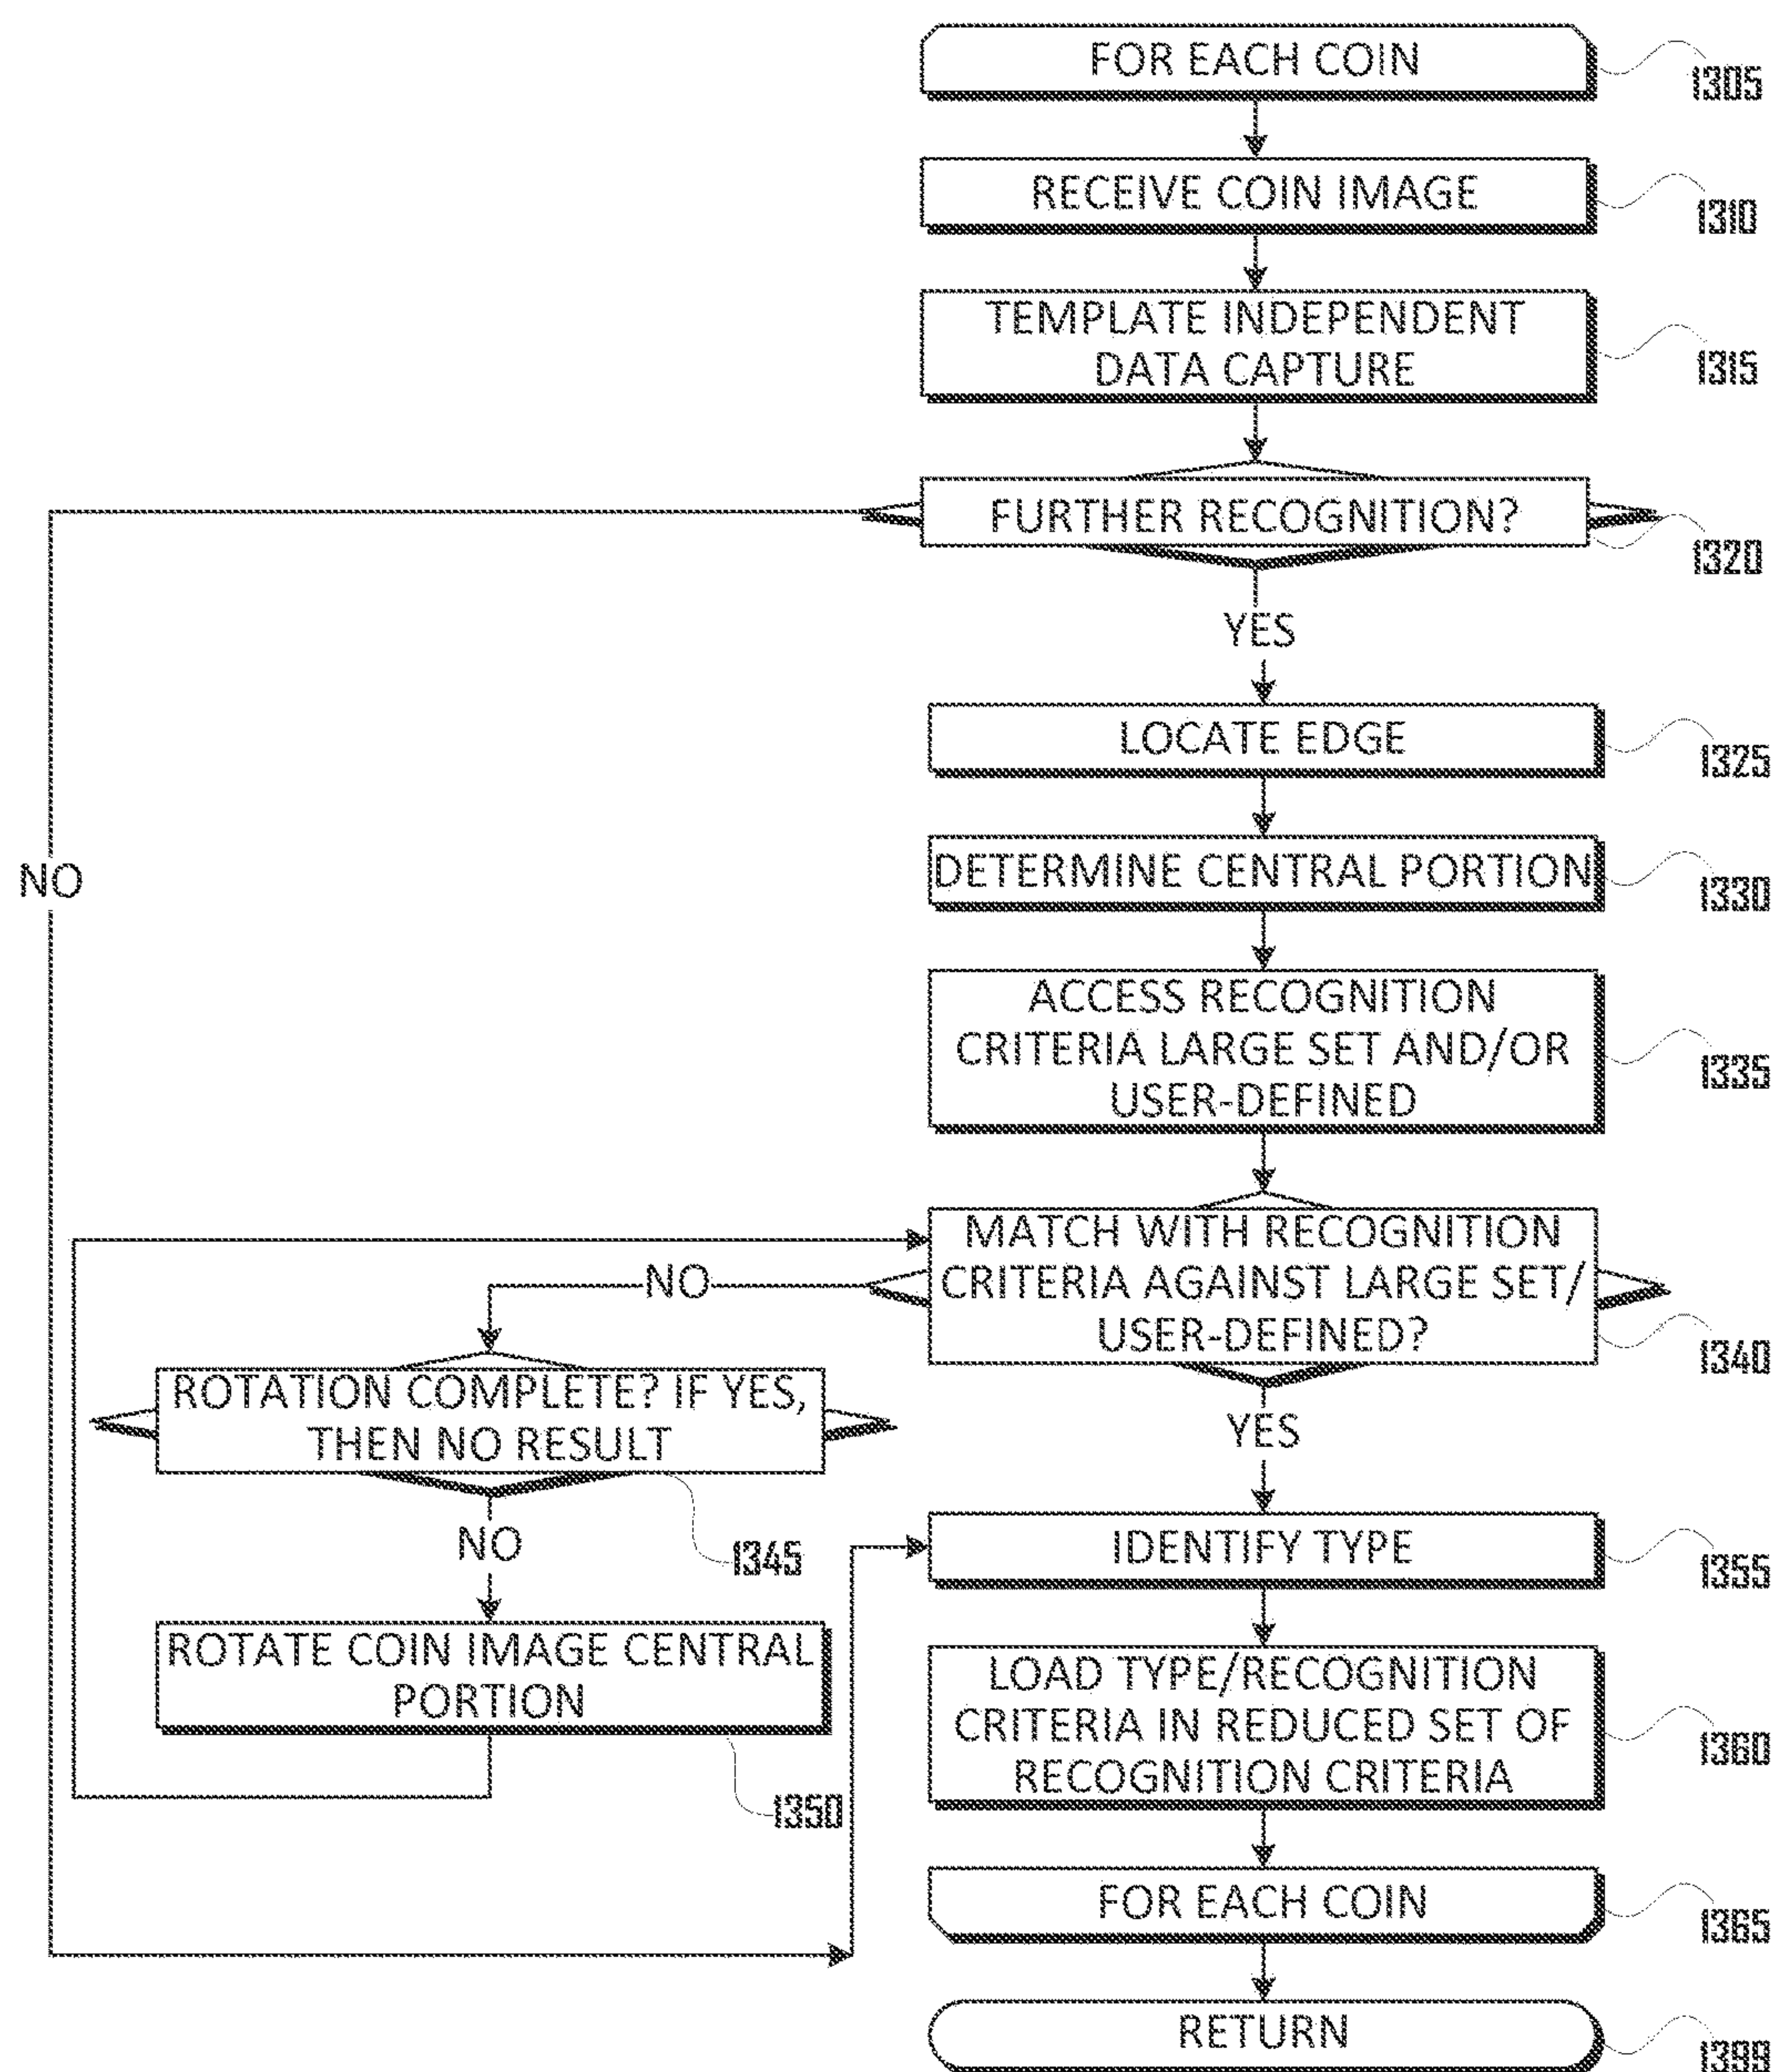 FOR EACH COIN
1305
RECEIVE COIN IMAGE
1310
TEMPLATE INDEPENDENT
DATA CAPTURE
1315
FURTHER RECOGNITION?
1320
YES
LOCATE EDGE
1325
NO
DETERMINE CENTRAL PORTION
1330
ACCESS RECOGNITION
CRITERIA LARGE SET AND/OR
USER-DEFINED
1335
MATCH WITH RECOGNITION
CRITERIA AGAINST LARGE SET/
USER-DEFINED?
1340
NO
ROTATION COMPLETE? IF YES,
THEN NO RESULT
1345
YES
NO
IDENTIFY TYPE
1355
ROTATE COIN IMAGE CENTRAL
PORTION
1350
LOAD TYPE/RECOGNITION
CRITERIA IN REDUCED SET OF
RECOGNITION CRITERIA
1360
FOR EACH COIN
1365
RETURN
1399